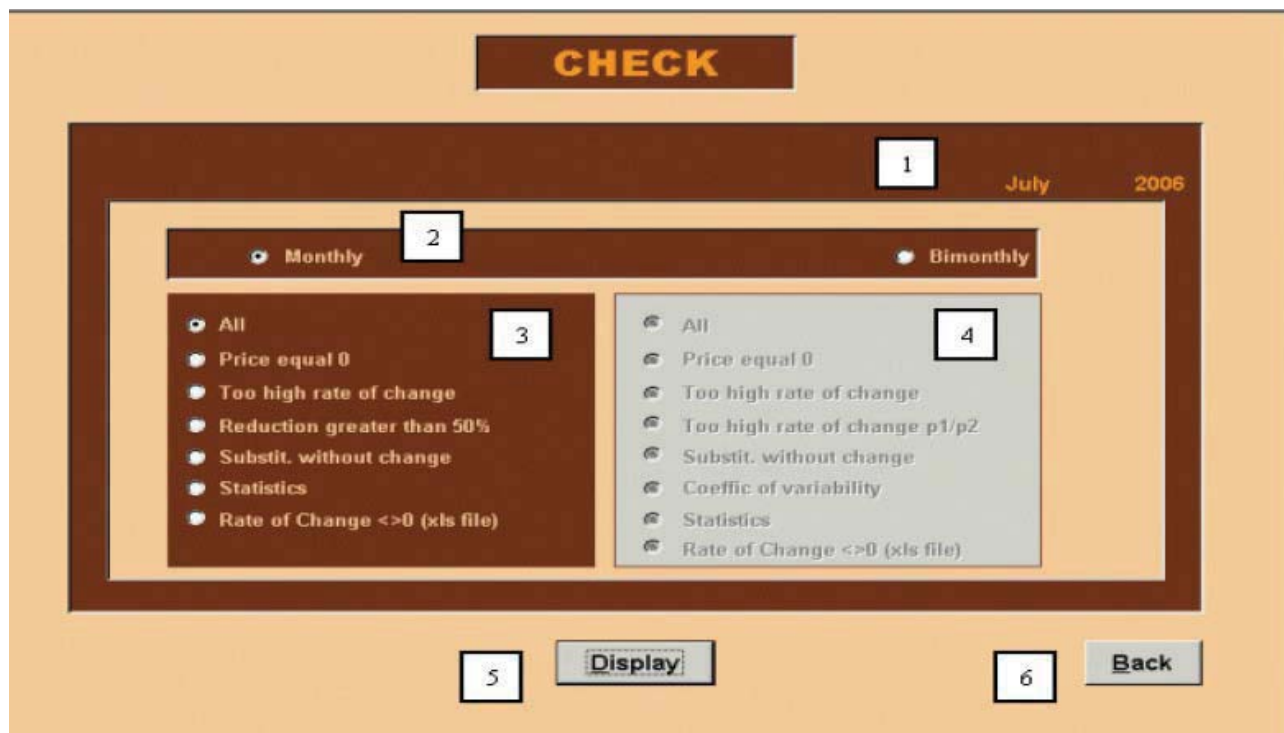 CHECK
1
July 2006
2
Monthly Bimonthly
3
All
Price equal 0
Too high rate of change
Reduction greater than 50%
Substit. without change
Statistics
Rate of Change <>0 (xls file)
4
All
Price equal 0
Too high rate of change
Too high rate of change p1/p2
Substit. without change
Coeffic of variability
Statistics
Rate of Change <>0 (xls file)
5
Display
6
Back